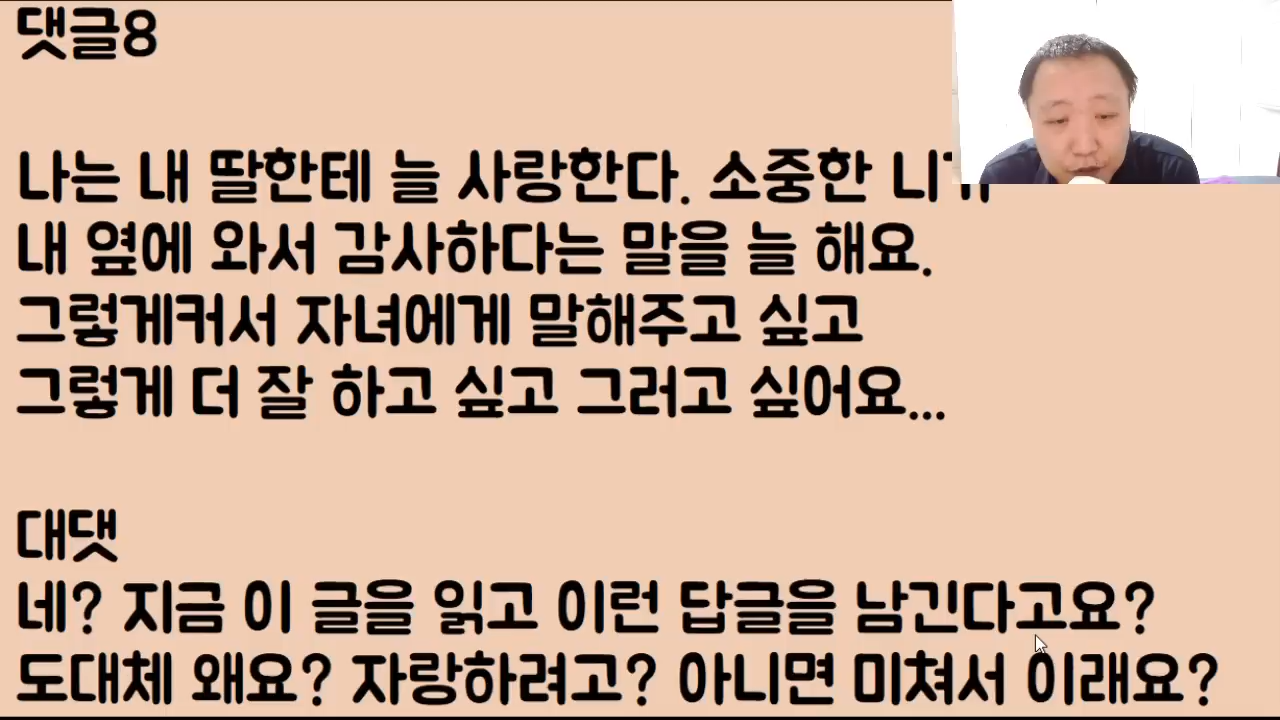 댓글8
나는 내 딸한테 늘 사랑한다. 소중한
내 옆에 와서 감사하다는 말을 늘 해요.
그렇게커서 자녀에게 말해주고 싶고
그렇게 더 잘 하고 싶고 그러고 싶어요...
대댓
네? 지금 이 글을 읽고 이런 답글을 남긴다고요?
도대체 왜요? 자랑하려고? 아니면 미쳐서 이래요?